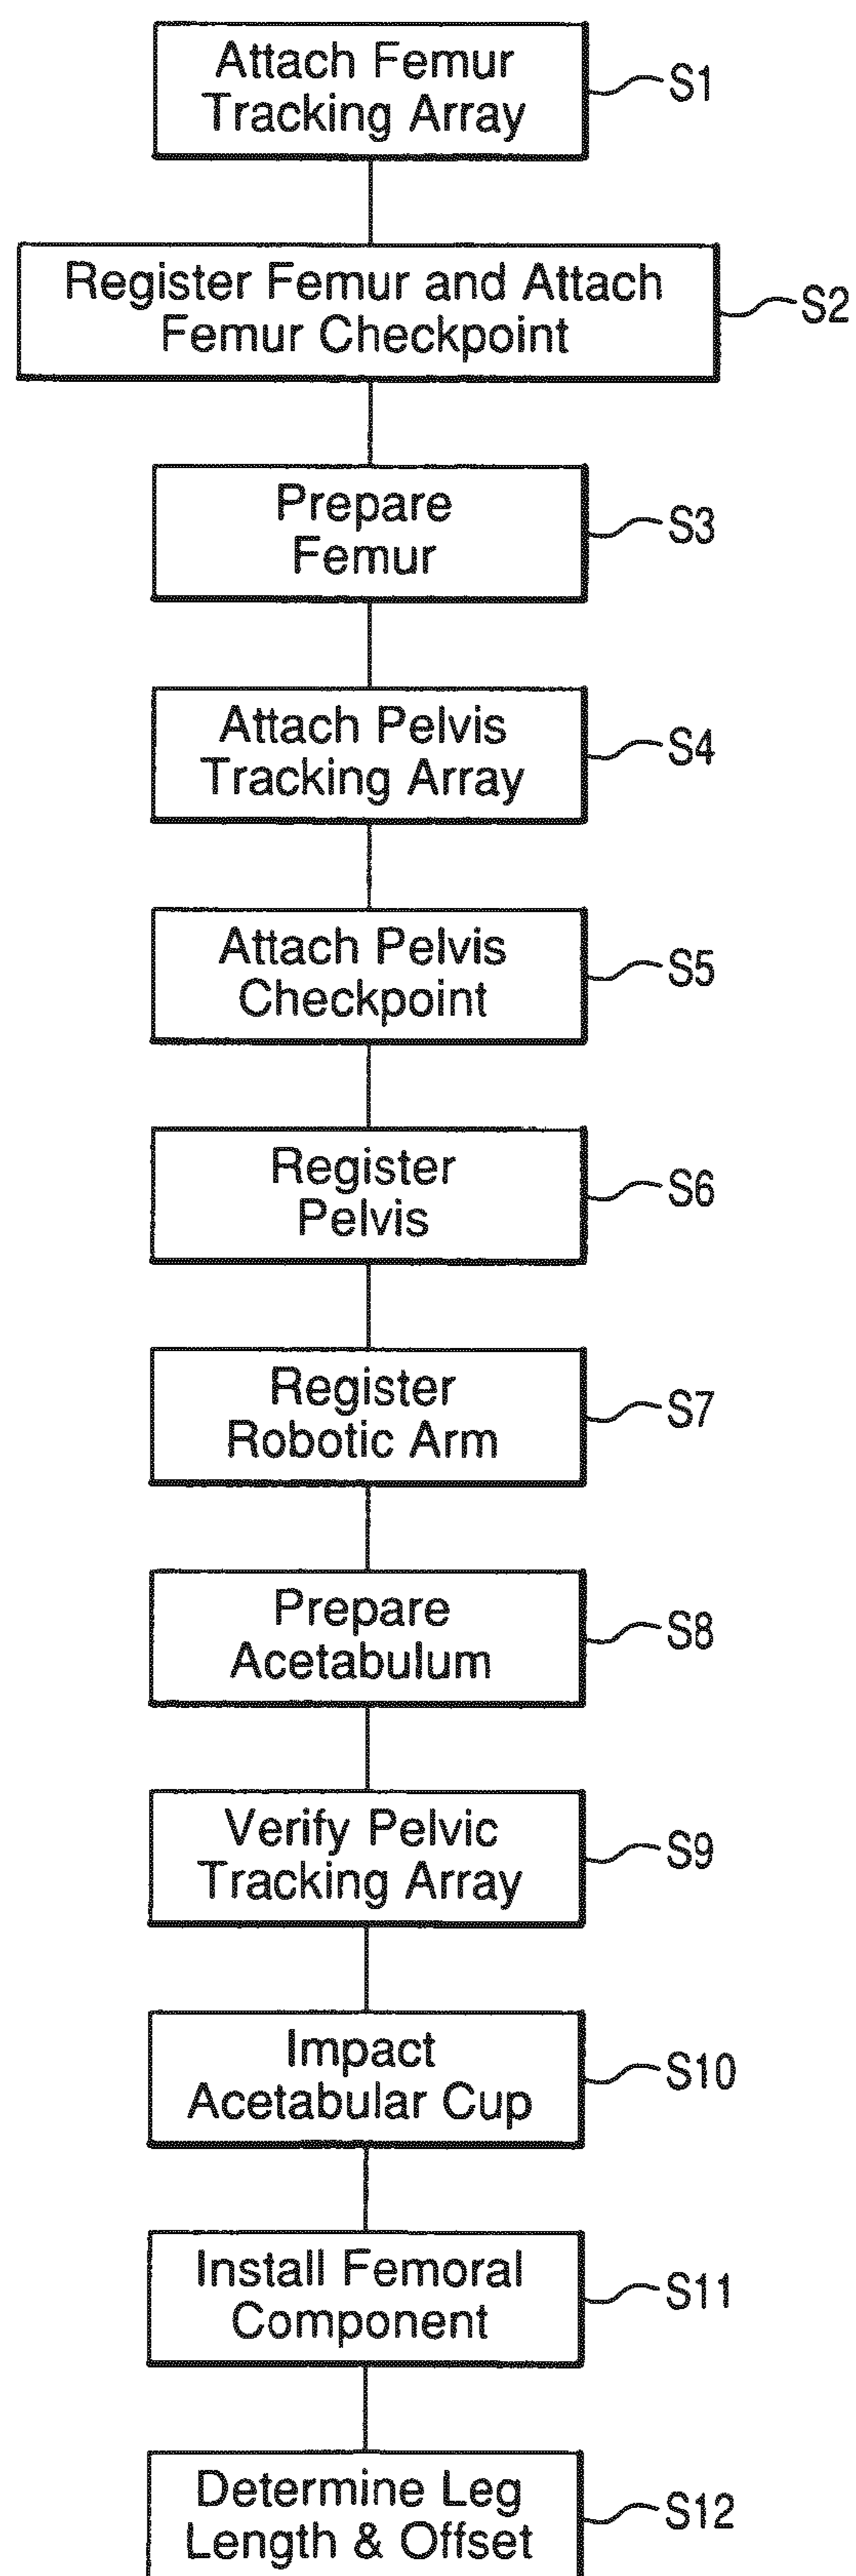 Attach Femur
Tracking Array
S1
Register Femur and Attach
Femur Checkpoint
S2
Prepare
Femur
S3
Attach Pelvis
Tracking Array
S4
Attach Pelvis
Checkpoint
S5
Register
Pelvis
S6
Register
Robotic Arm
S7
Prepare
Acetabulum
S8
Verify Pelvic
Tracking Array
S9
Impact
Acetabular Cup
S10
Install Femoral
Component
S11
Determine Leg
Length & Offset
S12